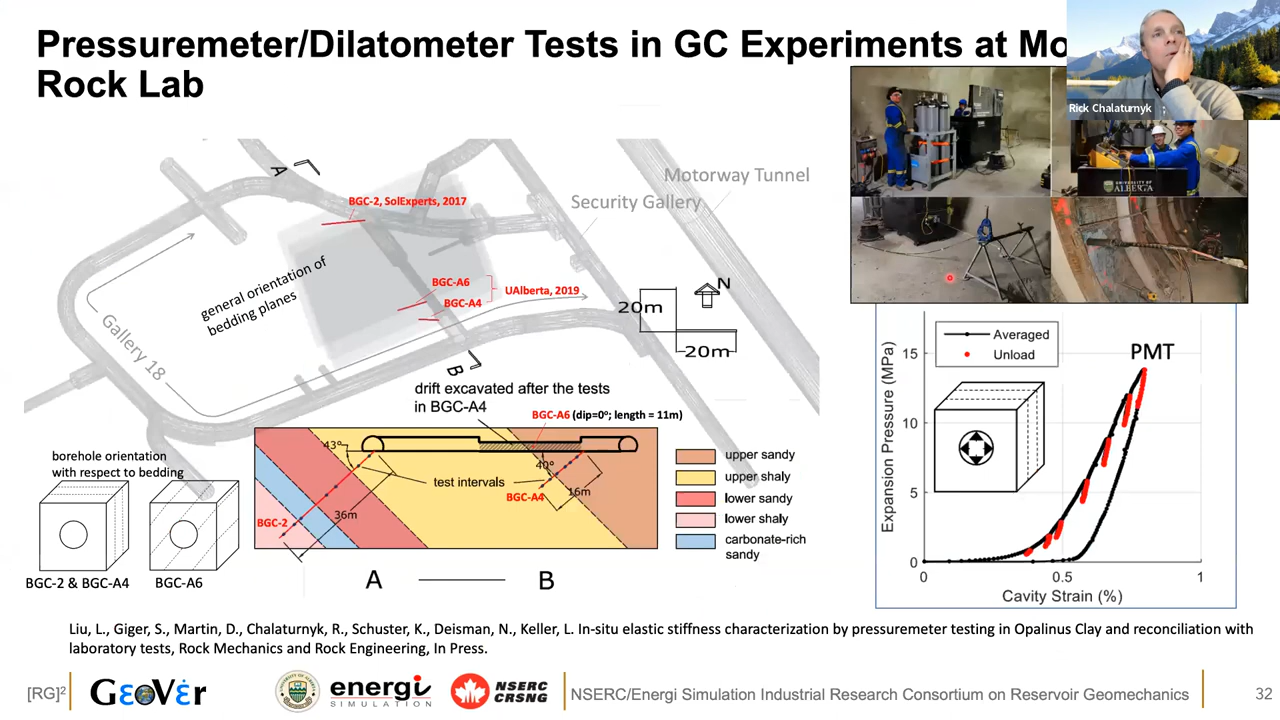 Pressuremeter/Dilatometer Tests in GC Experiments at Mo
Rock Lab
Rick Chalaturnyk
UNIVERSITY OF
ALBERTA
A
BGC-2, SolExperts, 2017
Motorway Tunnel
Security Gallery
general orientation of
bedding planes
BGC-A6
BGC-A4
UAlberta, 2019
N
20m
20m
Gallery 18
B
drift excavated after the tests
in BGC-A4
BGC-A6 (dip=0°; length = 11m)
43°
40°
test intervals
BGC-A4
16m
36m
BGC-2
A
B
borehole orientation
with respect to bedding
BGC-2 & BGC-A4
BGC-A6
upper sandy
upper shaly
lower sandy
lower shaly
carbonate-rich
sandy
Averaged
Unload
PMT
Expansion Pressure (MPa)
15
10
5
0
0
0.5
1
Cavity Strain (%)
Liu, L., Giger, S., Martin, D., Chalaturnyk, R., Schuster, K., Deisman, N., Keller, L. In-situ elastic stiffness characterization by pressuremeter testing in Opalinus Clay and reconciliation with
laboratory tests, Rock Mechanics and Rock Engineering, In Press.
[RG]²
GeoVer
energi
SIMULATION
NSERC
CRSNG
NSERC/Energi Simulation Industrial Research Consortium on Reservoir Geomechanics
32